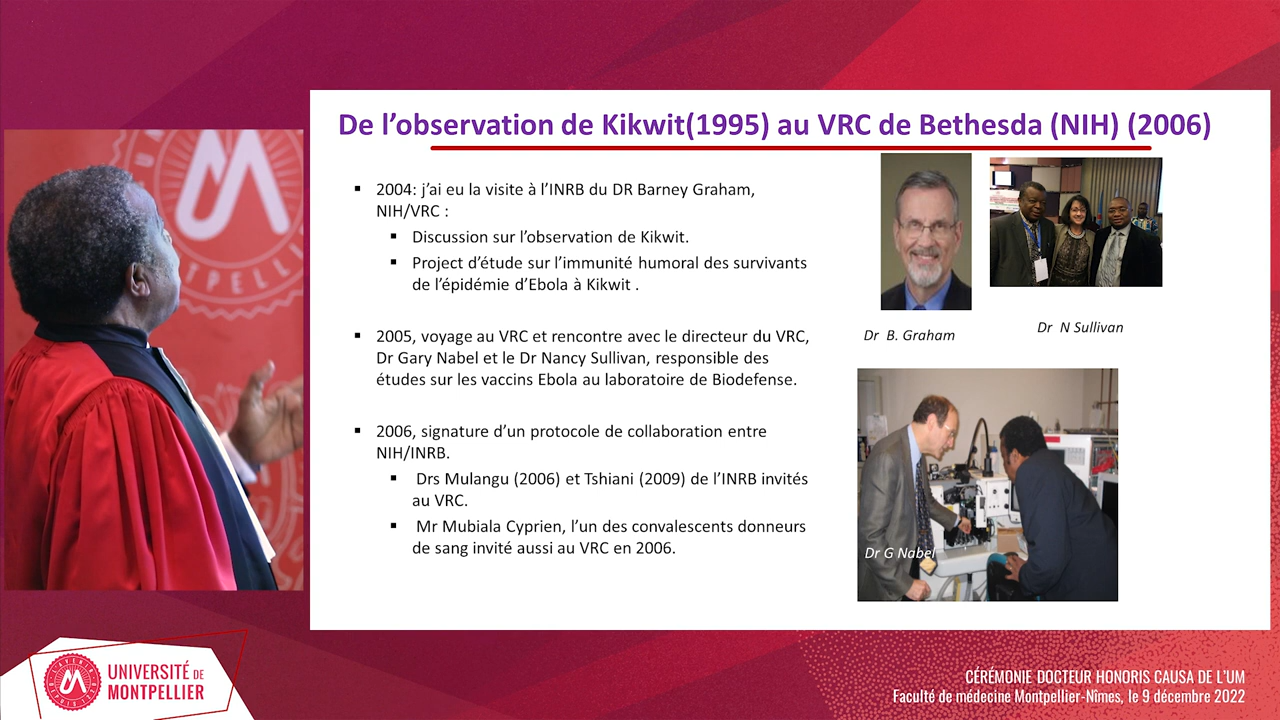 De l’observation de Kikwit(1995) au VRC de Bethesda (NIH) (2006)
▪ 2004: j’ai eu la visite à l’INRB du DR Barney Graham,
NIH/VRC :
▪ Discussion sur l’observation de Kikwit.
▪ Project d’étude sur l’immunité humoral des survivants
de l’épidémie d’Ebola à Kikwit .
▪ 2005, voyage au VRC et rencontre avec le directeur du VRC,
Dr Gary Nabel et le Dr Nancy Sullivan, responsible des
études sur les vaccins Ebola au laboratoire de Biodefense.
▪ 2006, signature d’un protocole de collaboration entre
NIH/INRB.
▪ Drs Mulangu (2006) et Tshiani (2009) de l’INRB invités
au VRC.
▪ Mr Mubiala Cyprien, l’un des convalescents donneurs
de sang invité aussi au VRC en 2006.
Dr B. Graham
Dr N Sullivan
Dr G Nabel
UNIVERSITÉ DE
MONTPELLIER
CÉRÉMONIE DOCTEUR HONORIS CAUSA DE L’UM
Faculté de médecine Montpellier-Nîmes, le 9 décembre 2022